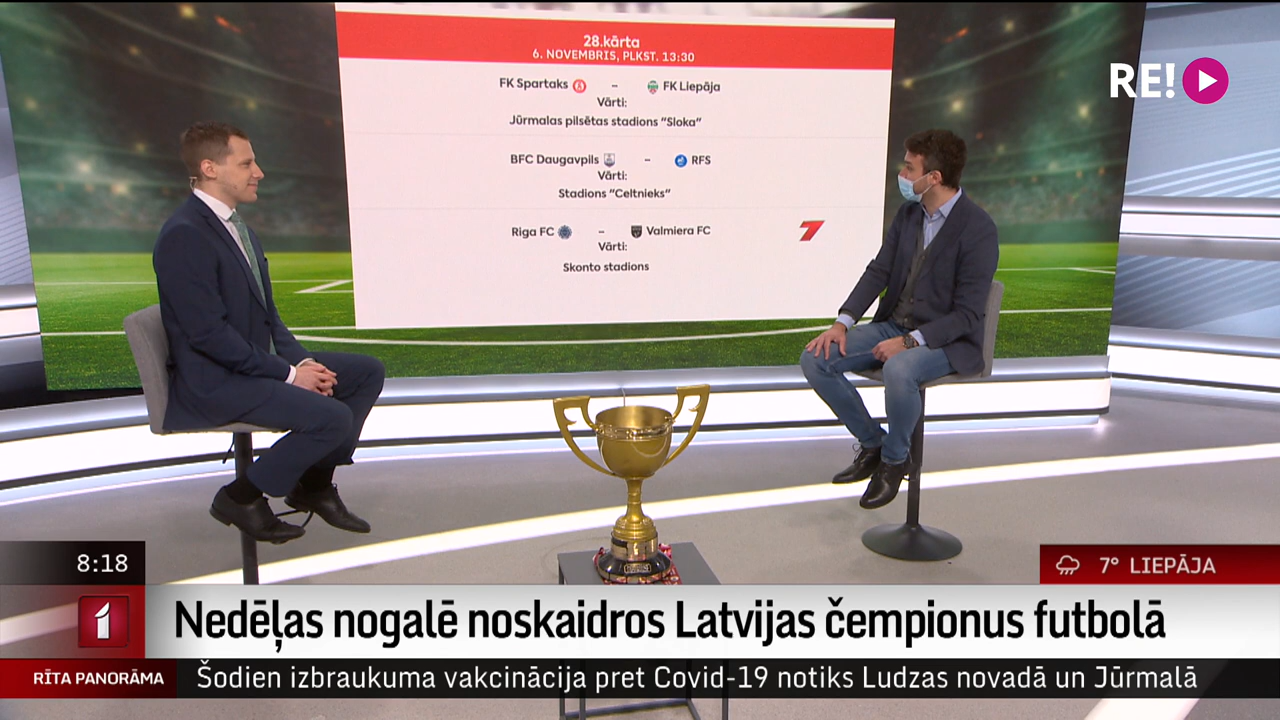 28.kārta
6. NOVEMBRIS, PLKST. 13:30
FK Spartaks – FK Liepāja
Vārti:
Jūrmalas pilsētas stadions "Sloka"
BFC Daugavpils – RFS
Vārti:
Stadions "Celtnieks"
Riga FC – Valmiera FC
Vārti:
Skonto stadions
7
RE!
8:18
7° LIEPĀJA
1
Nedēļas nogalē noskaidros Latvijas čempionus futbolā
RĪTA PANORĀMA
Šodien izbraukuma vakcinācija pret Covid-19 notiks Ludzas novadā un Jūrmalā